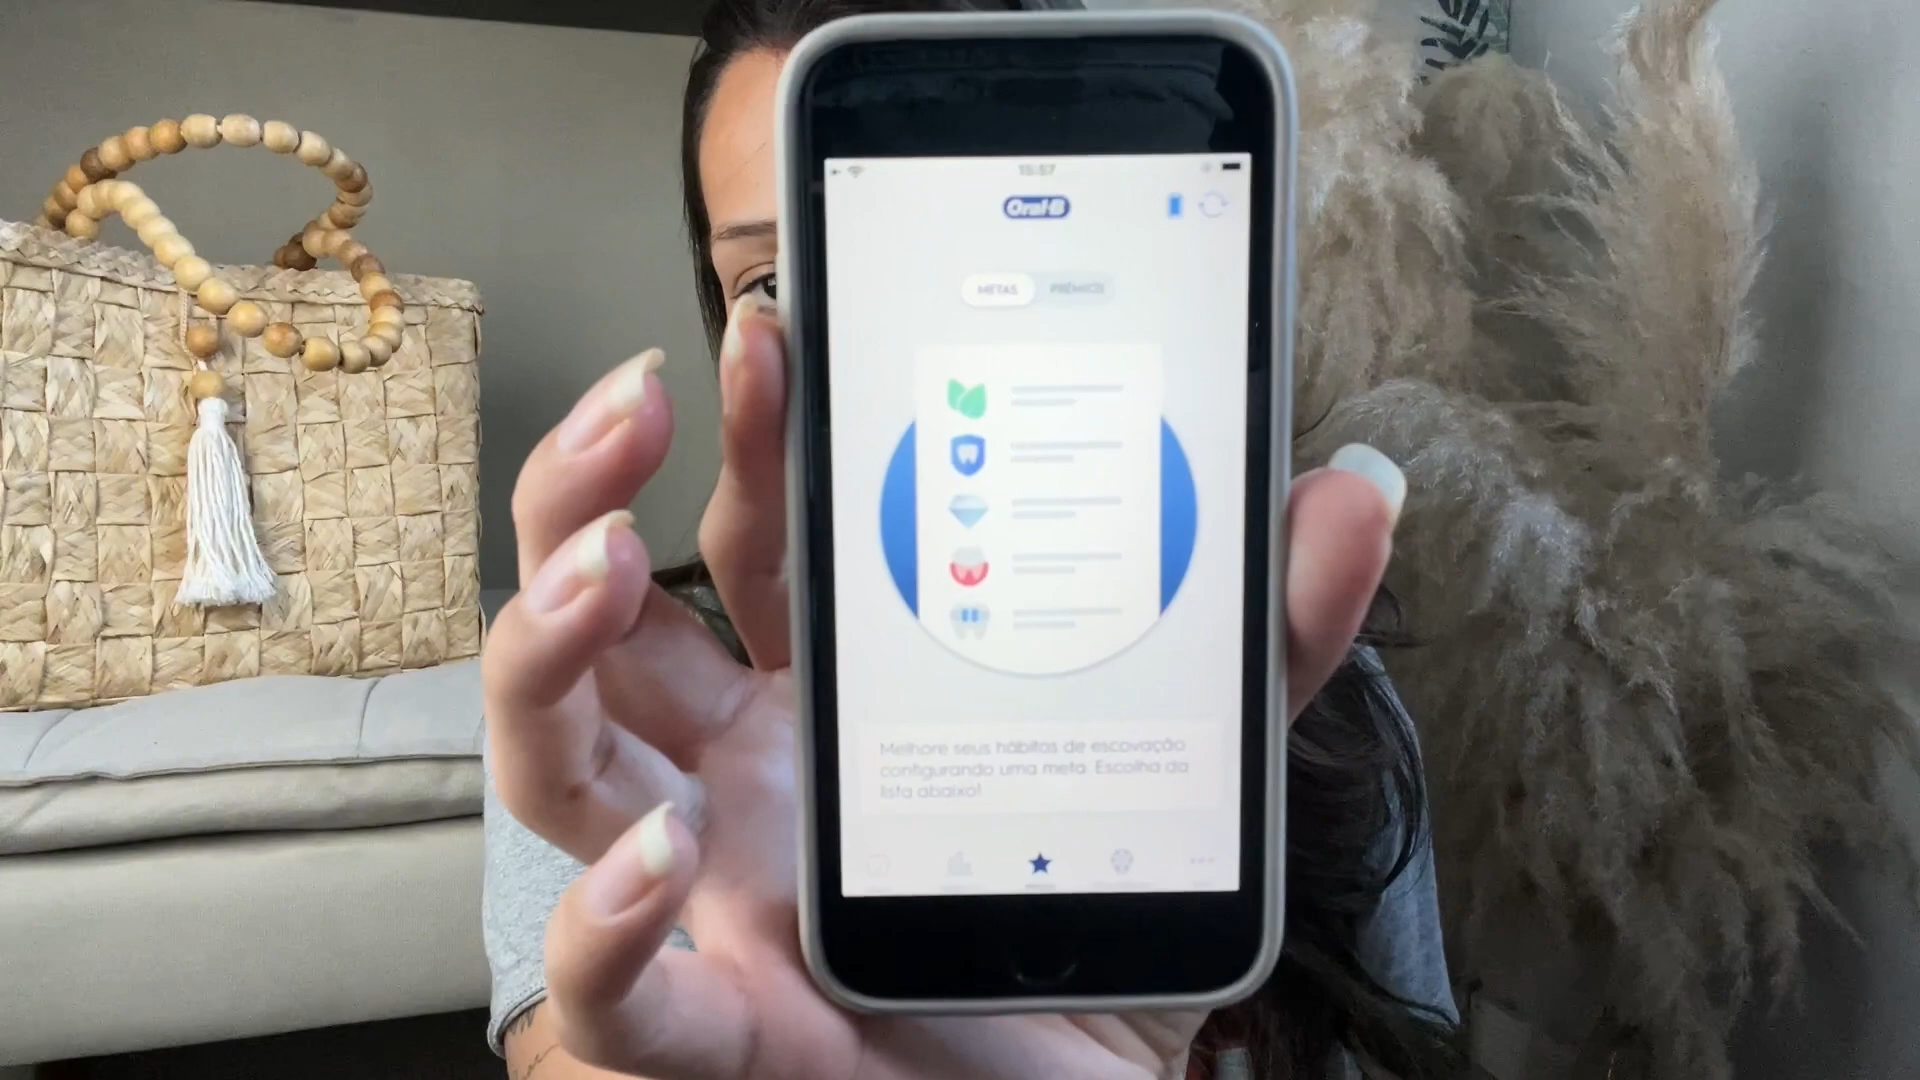 15:57
Oral-B
METAS PRÊMIOS
Melhore seus hábitos de escovação
configurando uma meta. Escolha da
lista abaixo!